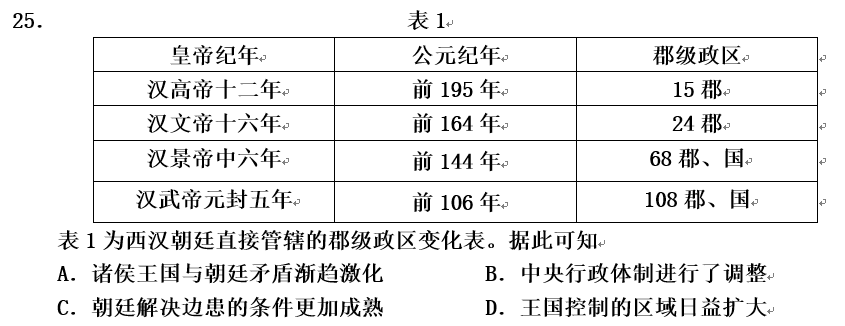 25.
表 1
皇帝纪年 公元纪年 郡级政区
汉高帝十二年 前 195 年 15 郡
汉文帝十六年 前 164 年 24 郡
汉景帝中六年 前 144 年 68 郡、国
汉武帝元封五年 前 106 年 108 郡、国
表 1 为西汉朝廷直接管辖的郡级政区变化表。据此可知
A. 诸侯王国与朝廷矛盾渐趋激化 B. 中央行政体制进行了调整
C. 朝廷解决边患的条件更加成熟 D. 王国控制的区域日益扩大